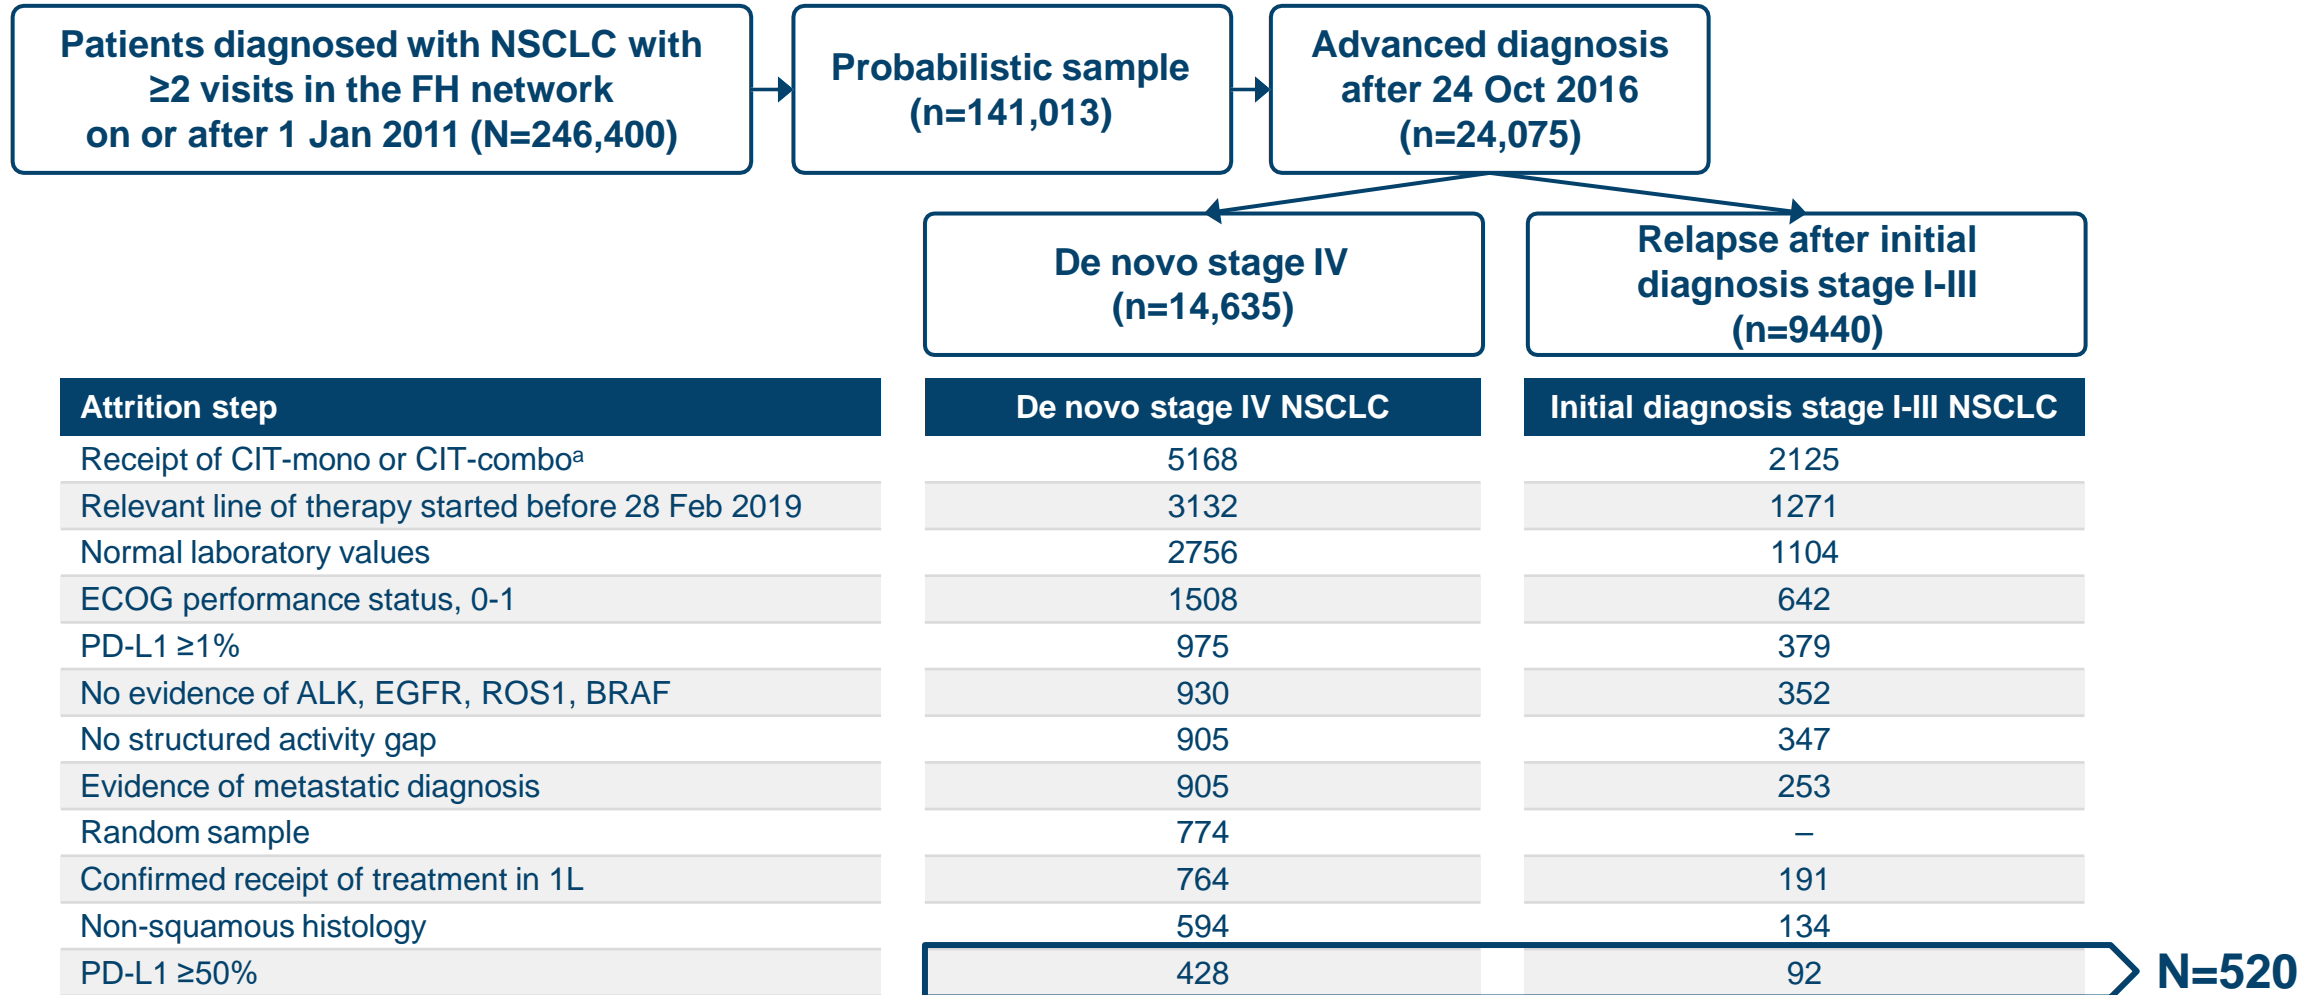 Patients diagnosed with NSCLC with
≥2 visits in the FH network
on or after 1 Jan 2011 (N=246,400)
Probabilistic sample
(n=141,013)
Advanced diagnosis
after 24 Oct 2016
(n=24,075)
De novo stage IV
(n=14,635)
Relapse after initial
diagnosis stage I-III
(n=9440)
Attrition step De novo stage IV NSCLC Initial diagnosis stage I-III NSCLC
Receipt of CIT-mono or CIT-comboᵃ 5168 2125
Relevant line of therapy started before 28 Feb 2019 3132 1271
Normal laboratory values 2756 1104
ECOG performance status, 0-1 1508 642
PD-L1 ≥1% 975 379
No evidence of ALK, EGFR, ROS1, BRAF 930 352
No structured activity gap 905 347
Evidence of metastatic diagnosis 905 253
Random sample 774 –
Confirmed receipt of treatment in 1L 764 191
Non-squamous histology 594 134
PD-L1 ≥50% 428 92 N=520